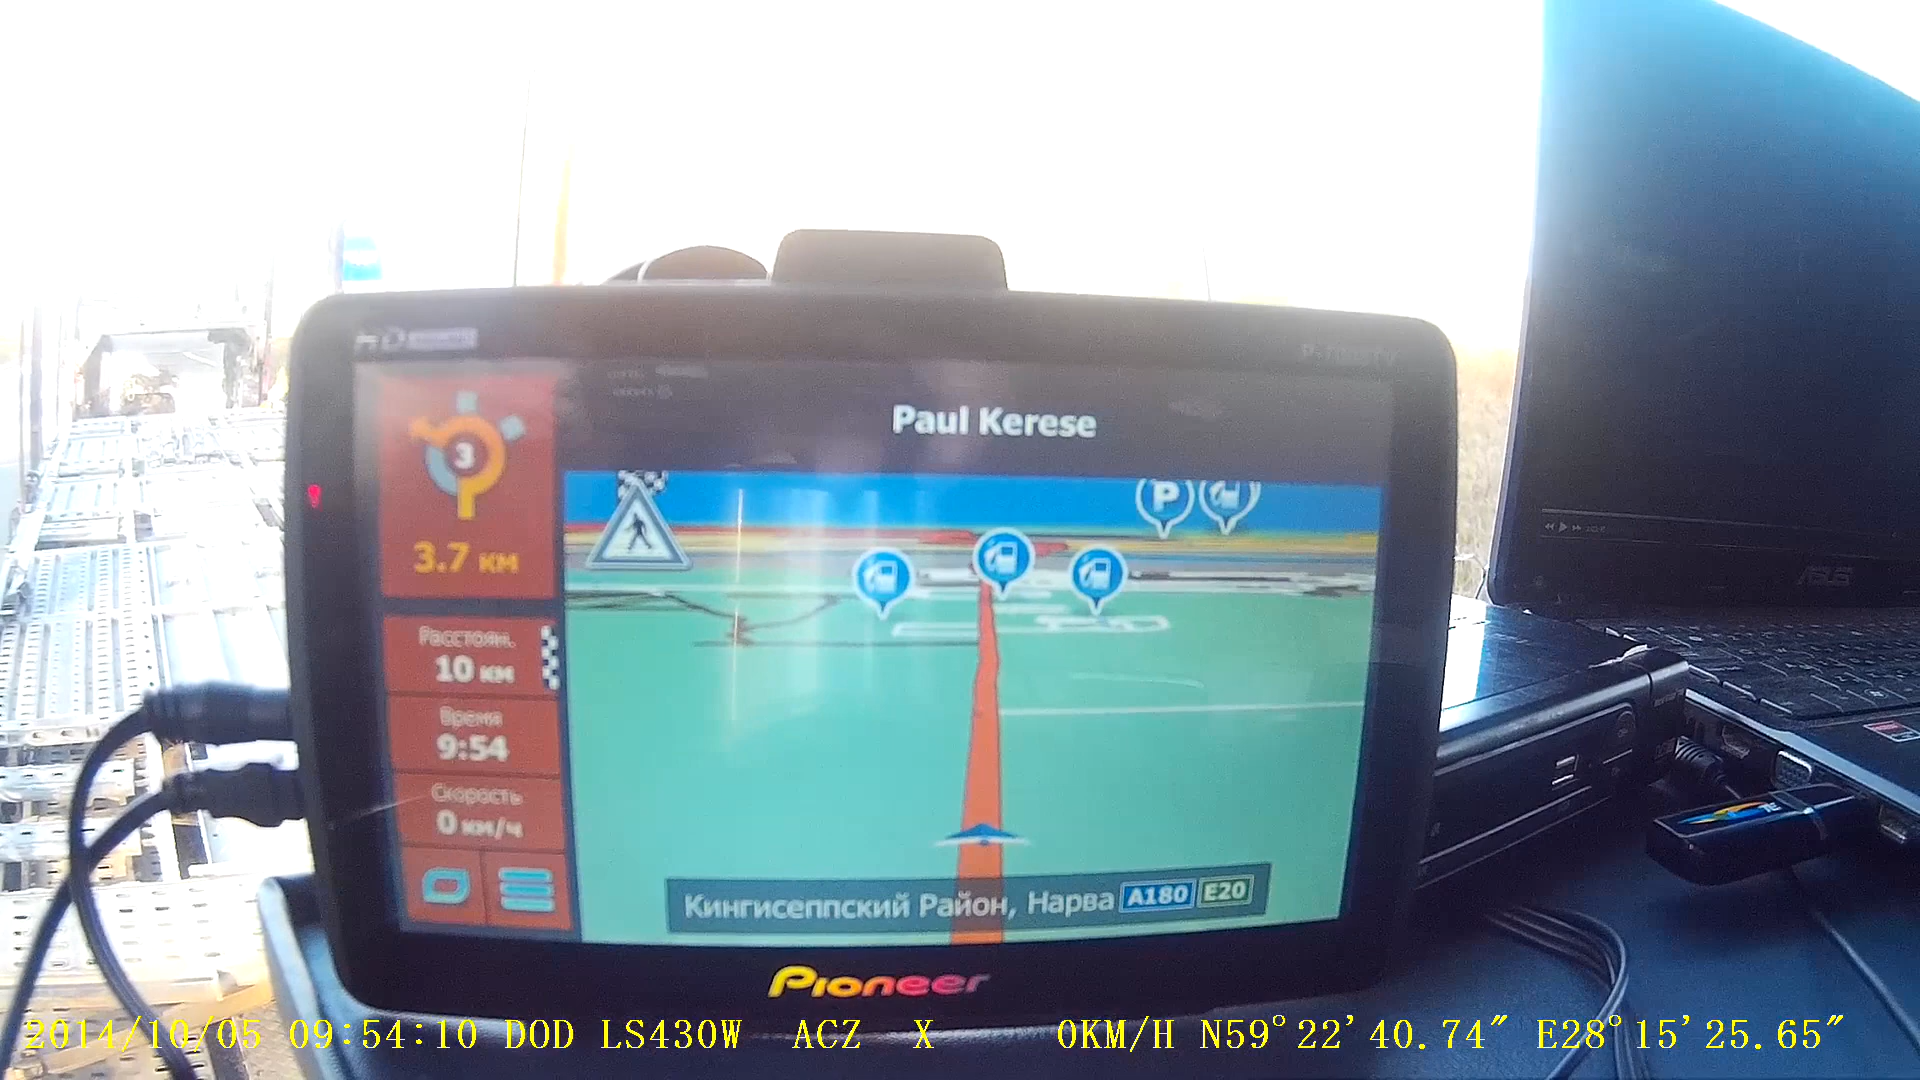 Paul Kerese
3
3.7 км
P
Расстоян.
10 км
Время
9:54
Скорость
0 км/ч
Кингисеппский Район, Нарва A180 E20
Pioneer
ASUS
2014/10/05 09:54:10 DOD LS430W ACZ X 0KM/H N59°22'40.74" E28°15'25.65"